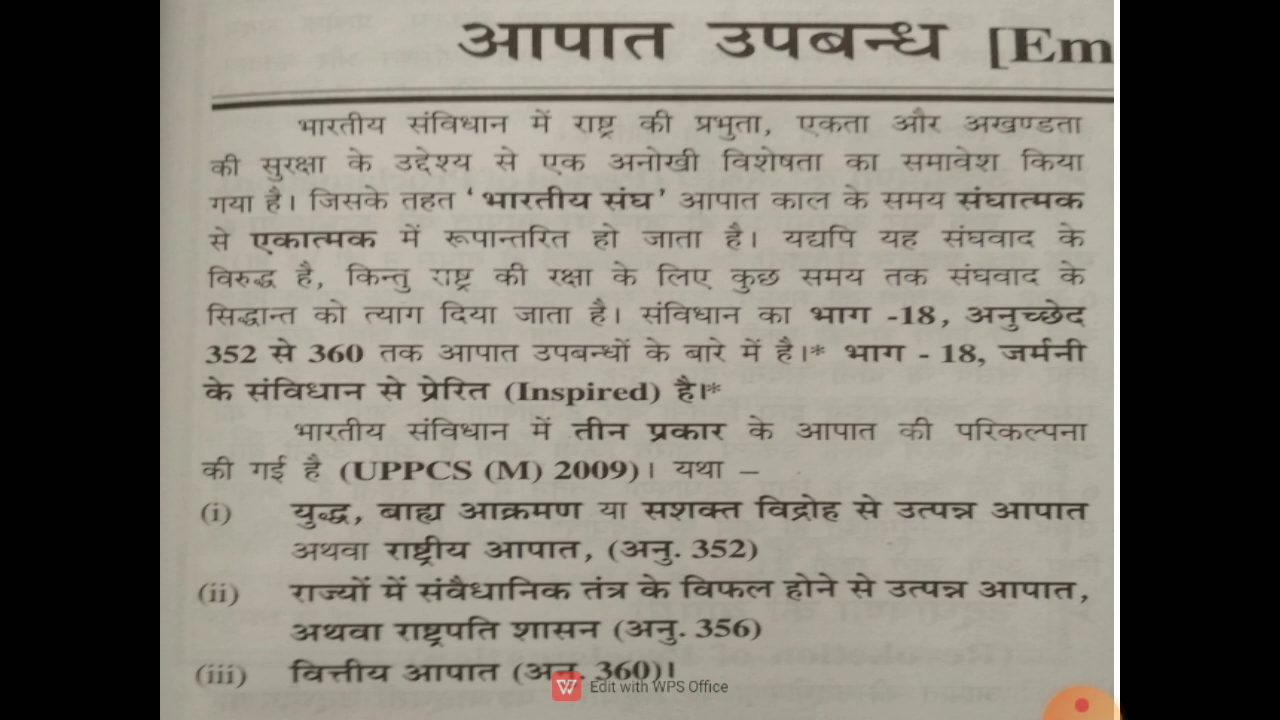 आपात उपबन्ध [Em
भारतीय संविधान में राष्ट्र की प्रभुता, एकता और अखण्डता
की सुरक्षा के उद्देश्य से एक अनोखी विशेषता का समावेश किया
गया है। जिसके तहत ‘भारतीय संघ’ आपात काल के समय संघात्मक
से एकात्मक में रूपान्तरित हो जाता है। यद्यपि यह संघवाद के
विरुद्ध है, किन्तु राष्ट्र की रक्षा के लिए कुछ समय तक संघवाद के
सिद्धान्त को त्याग दिया जाता है। संविधान का भाग -18, अनुच्छेद
352 से 360 तक आपात उपबन्धों के बारे में है।* भाग - 18, जर्मनी
के संविधान से प्रेरित (Inspired) है।*
भारतीय संविधान में तीन प्रकार के आपात की परिकल्पना
की गई है (UPPCS (M) 2009)। यथा –
(i) युद्ध, बाह्य आक्रमण या सशक्त विद्रोह से उत्पन्न आपात
अथवा राष्ट्रीय आपात, (अनु. 352)
(ii) राज्यों में संवैधानिक तंत्र के विफल होने से उत्पन्न आपात,
अथवा राष्ट्रपति शासन (अनु. 356)
(iii) वित्तीय आपात (अनु. 360)।
Edit with WPS Office